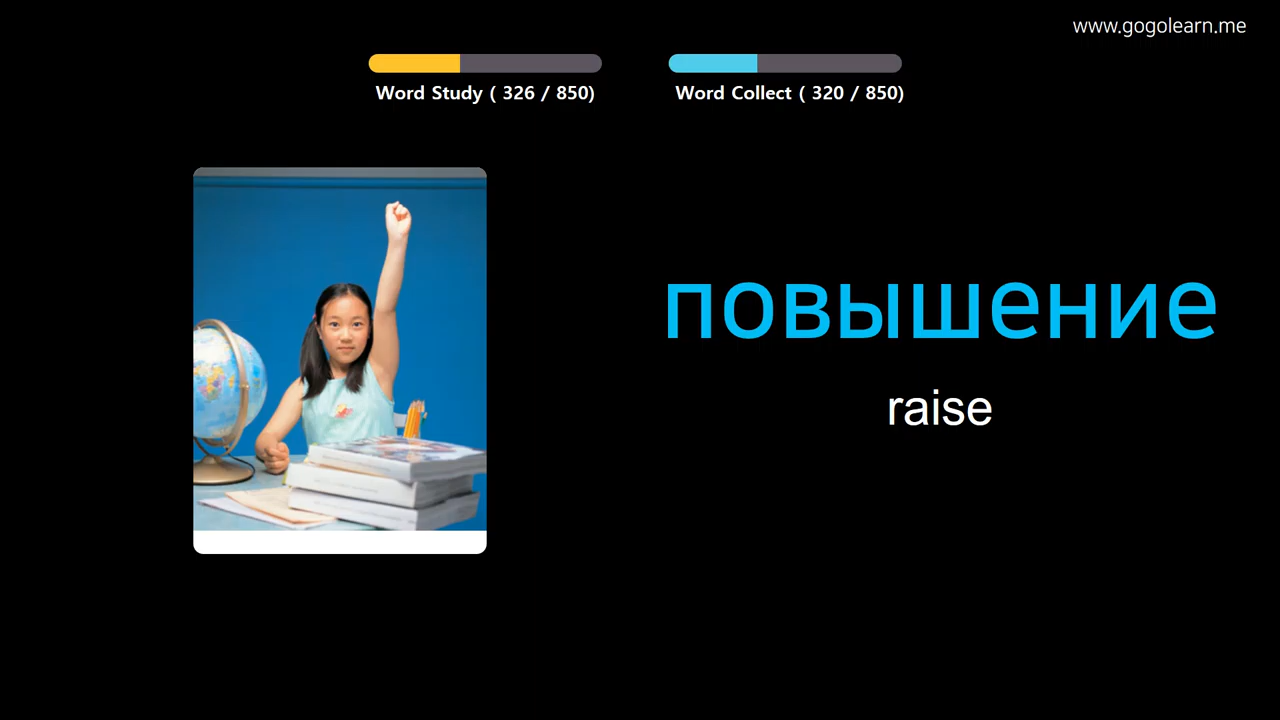 www.gogolearn.me
Word Study ( 326 / 850)
Word Collect ( 320 / 850)
повышение
raise